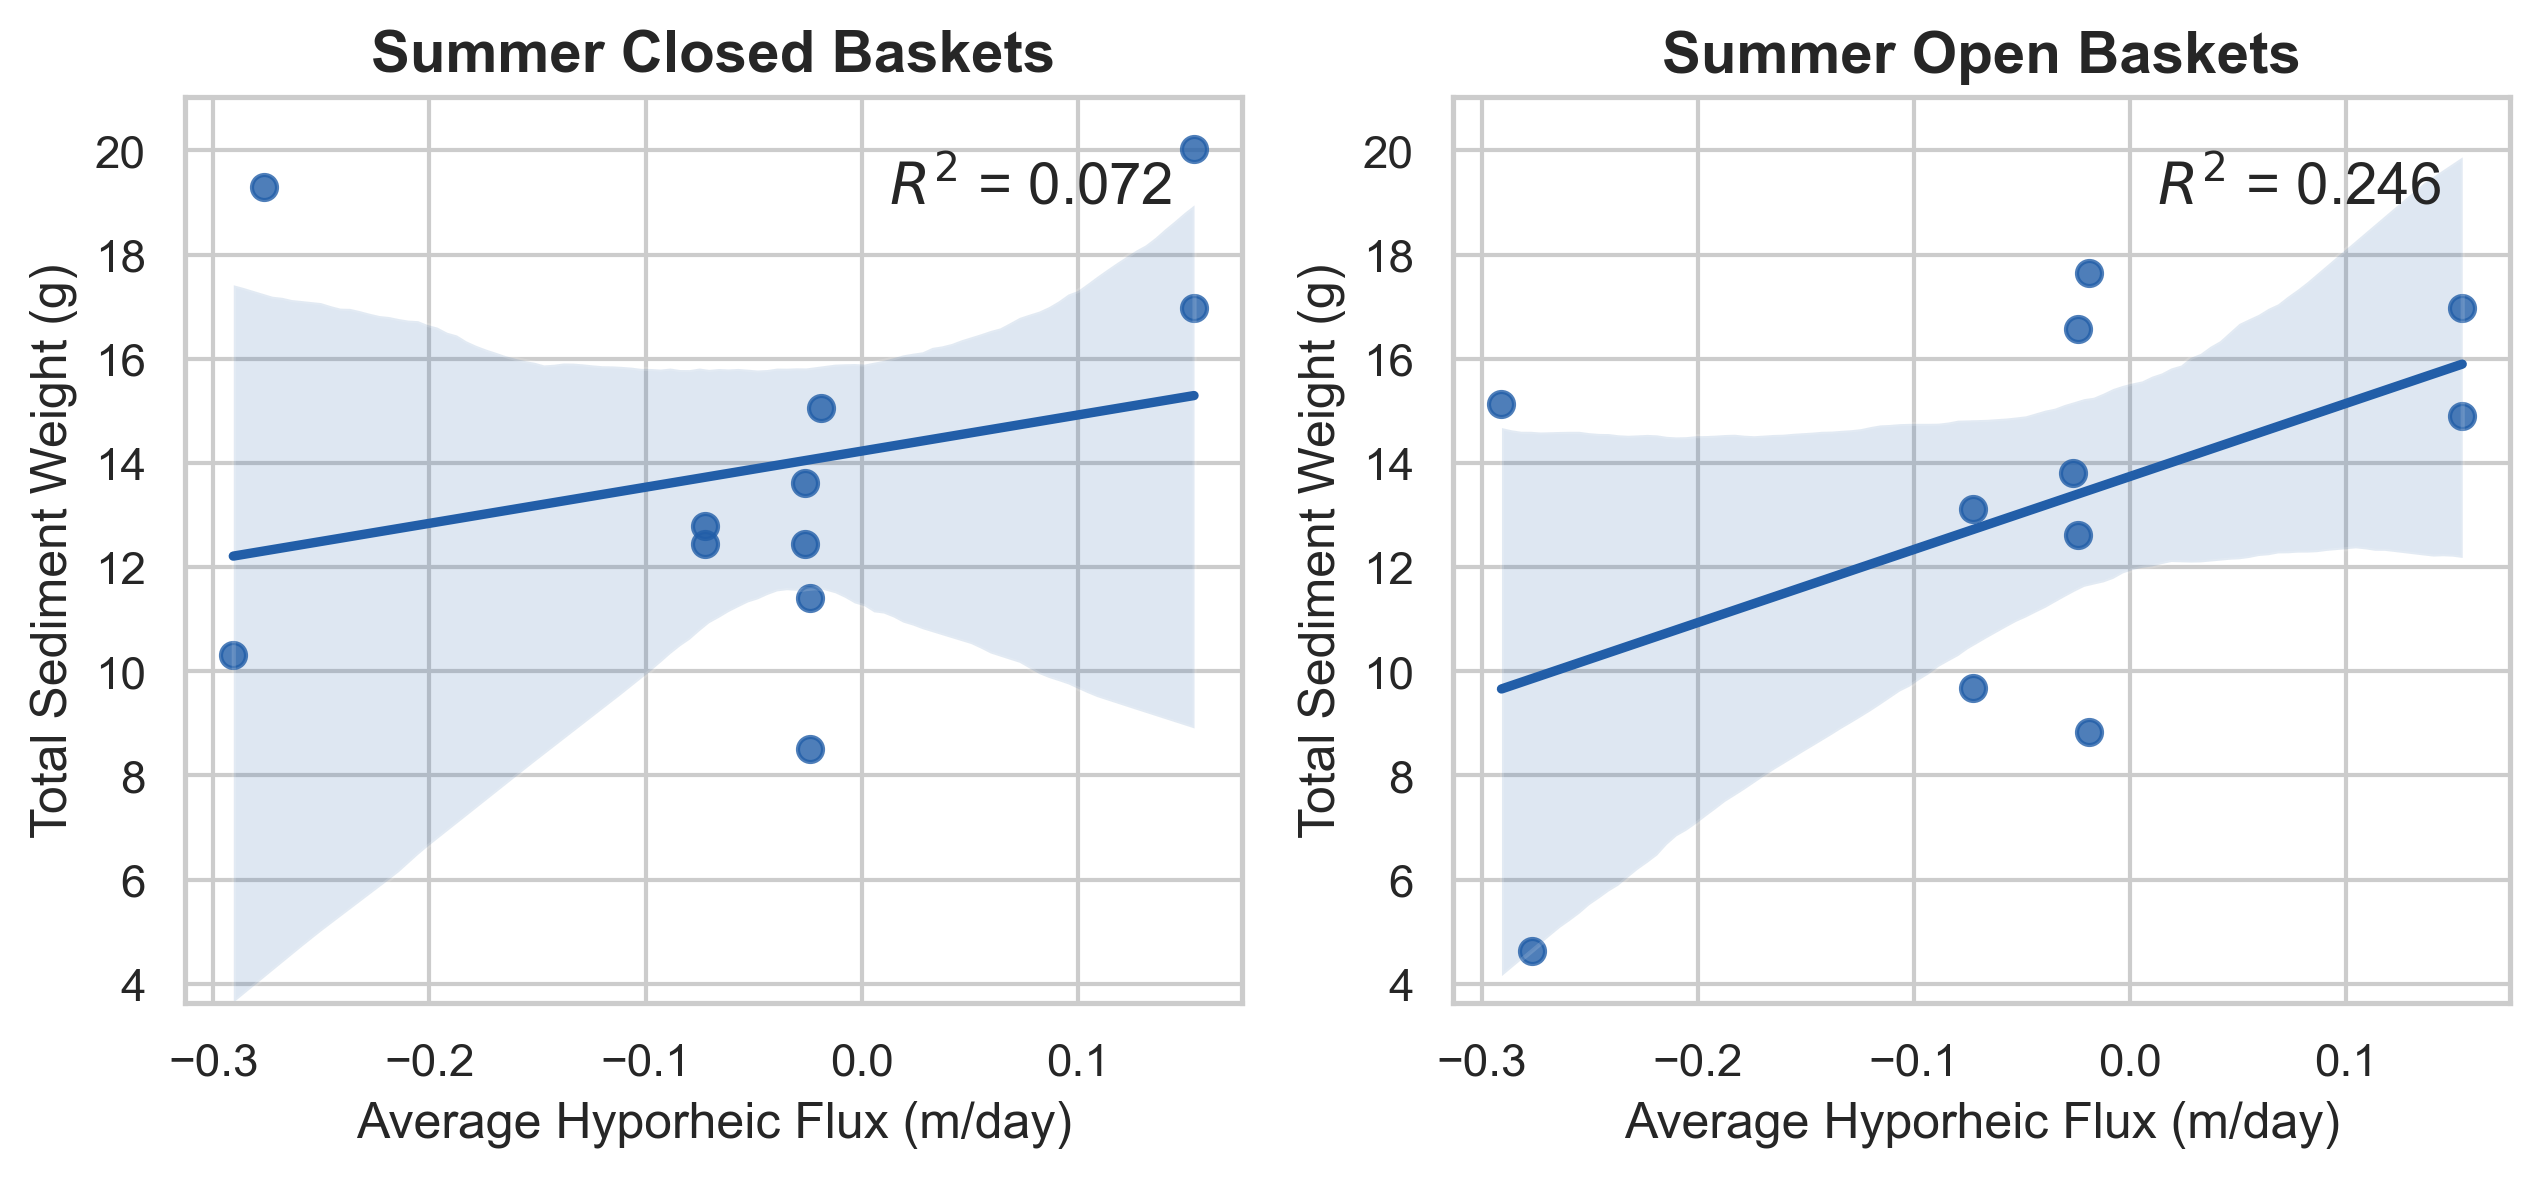 Summer Closed Baskets
R² = 0.072
Total Sediment Weight (g)
20
18
16
14
12
10
8
6
4
−0.3 −0.2 −0.1 0.0 0.1
Average Hyporheic Flux (m/day)
Summer Open Baskets
R² = 0.246
Total Sediment Weight (g)
20
18
16
14
12
10
8
6
4
−0.3 −0.2 −0.1 0.0 0.1
Average Hyporheic Flux (m/day)